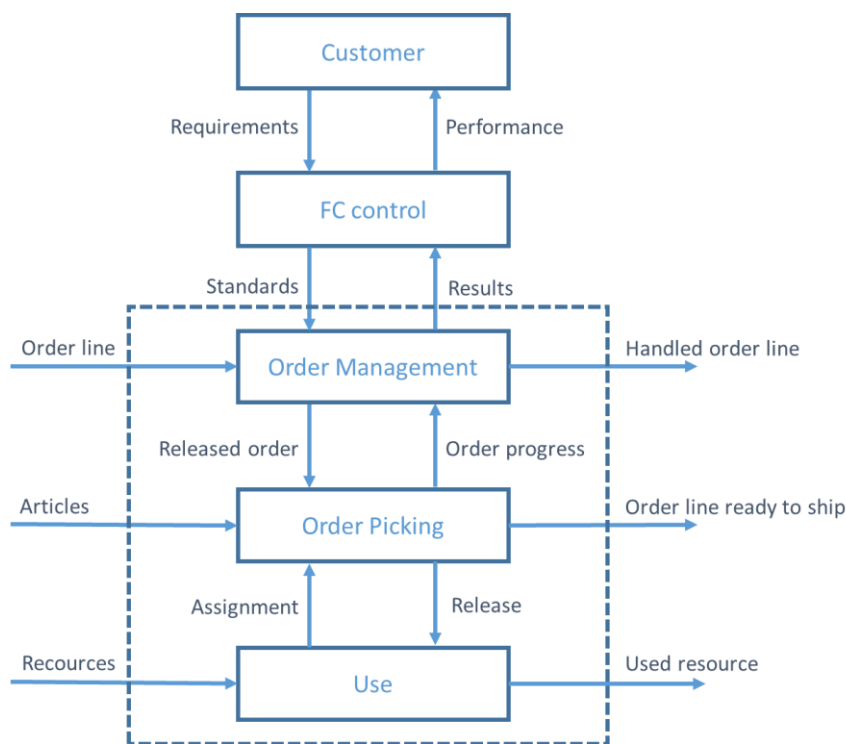 Customer
Requirements
Performance
FC control
Standards
Results
Order line
Order Management
Handled order line
Released order
Order progress
Articles
Order Picking
Order line ready to ship
Assignment
Release
Recources
Use
Used resource